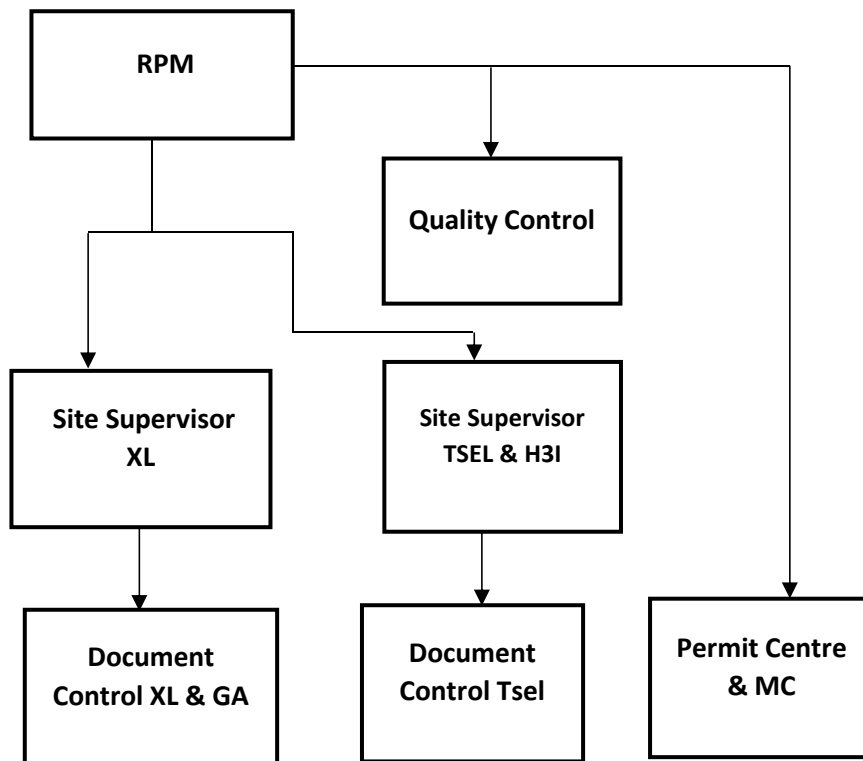 RPM
Quality Control
Site Supervisor
XL
Site Supervisor
TSEL & H3I
Document
Control XL & GA
Document
Control Tsel
Permit Centre
& MC